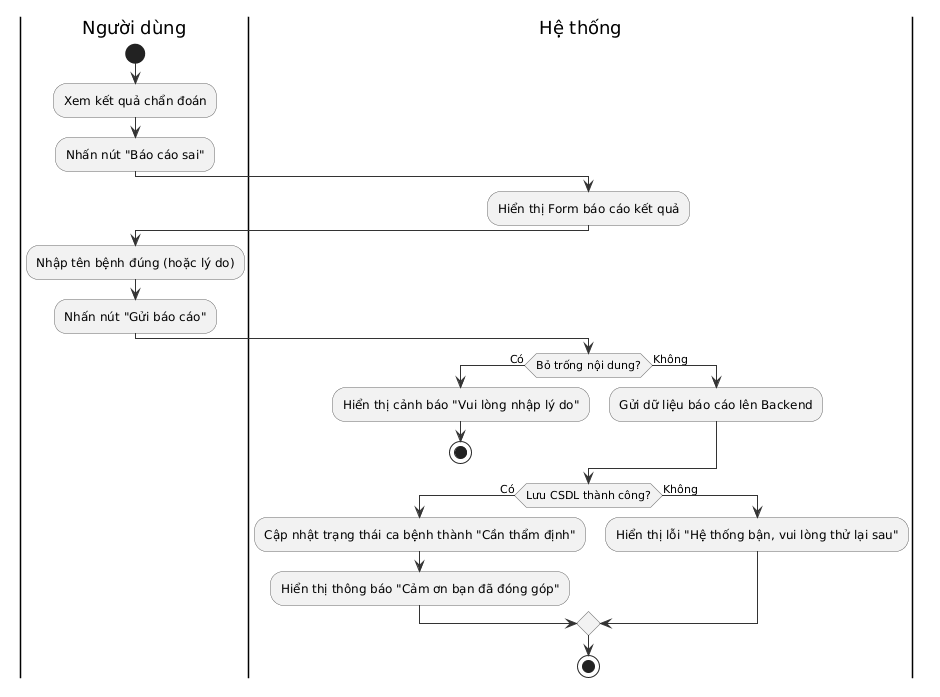 Người dùng
Hệ thống
Xem kết quả chẩn đoán
Nhấn nút "Báo cáo sai"
Hiển thị Form báo cáo kết quả
Nhập tên bệnh đúng (hoặc lý do)
Nhấn nút "Gửi báo cáo"
Có
Bỏ trống nội dung?
Không
Hiển thị cảnh báo "Vui lòng nhập lý do"
Gửi dữ liệu báo cáo lên Backend
Có
Lưu CSDL thành công?
Không
Cập nhật trạng thái ca bệnh thành "Cần thẩm định"
Hiển thị lỗi "Hệ thống bận, vui lòng thử lại sau"
Hiển thị thông báo "Cảm ơn bạn đã đóng góp"